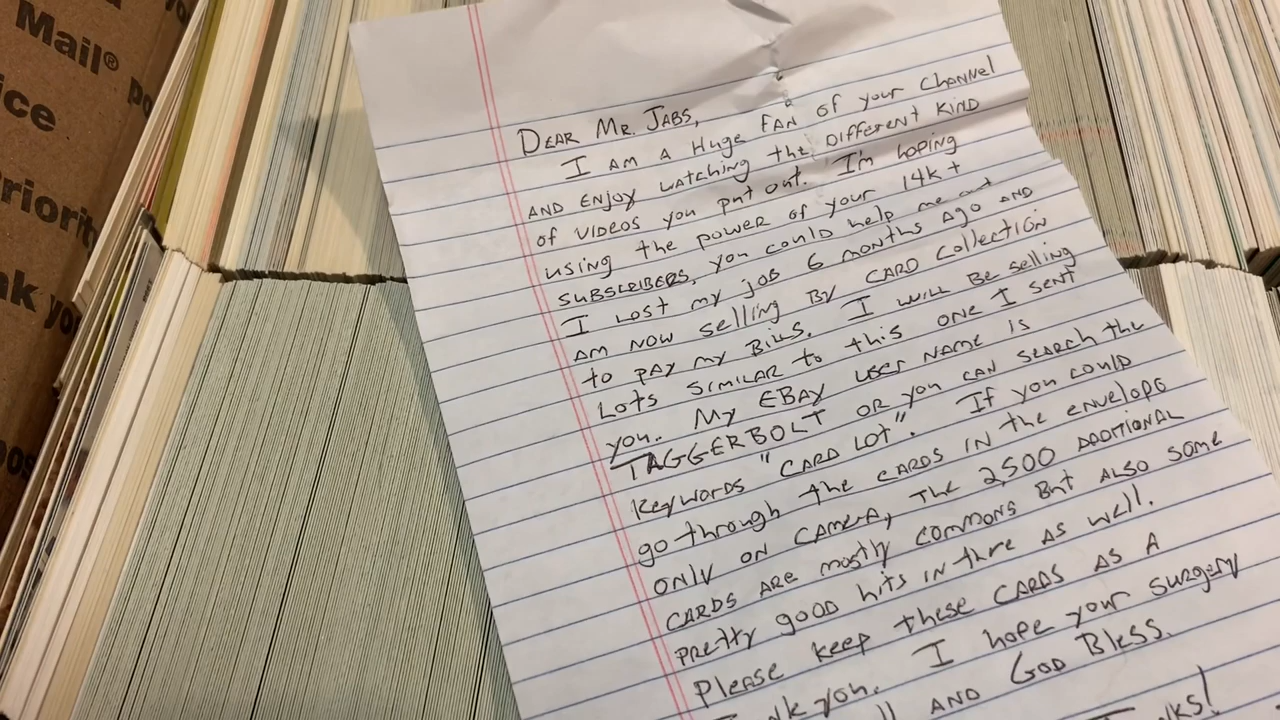 Mail®
ice
Priority
nk you
pos
DEAR MR. JABS,
I AM A Huge FAN of your Channel
AND ENJOY watching the Different KIND
of VIDEOS you put out. I'm hoping
using the power of your 14K+
SUBSCRIBERS, you could help me out
I Lost my job 6 months AGO AND
AM NOW selling BY CARD Collection
to pay my Bills. I will Be selling
Lots SIMILAR to this ONE I SENT
you. My EBAY USER NAME IS
TAGGERBOLT OR you CAN SEARCH the
Keywords "CARD LOT". If you could
go through the CARDS IN the envelope
ONLY ON CAMERA, THE 2,500 ADDITIONAL
CARDS ARE mostly commons But ALSO some
PRETTY good hits in there AS well.
Please keep these CARDS AS A
Thank you. I hope your surgery
AND GOD Bless.